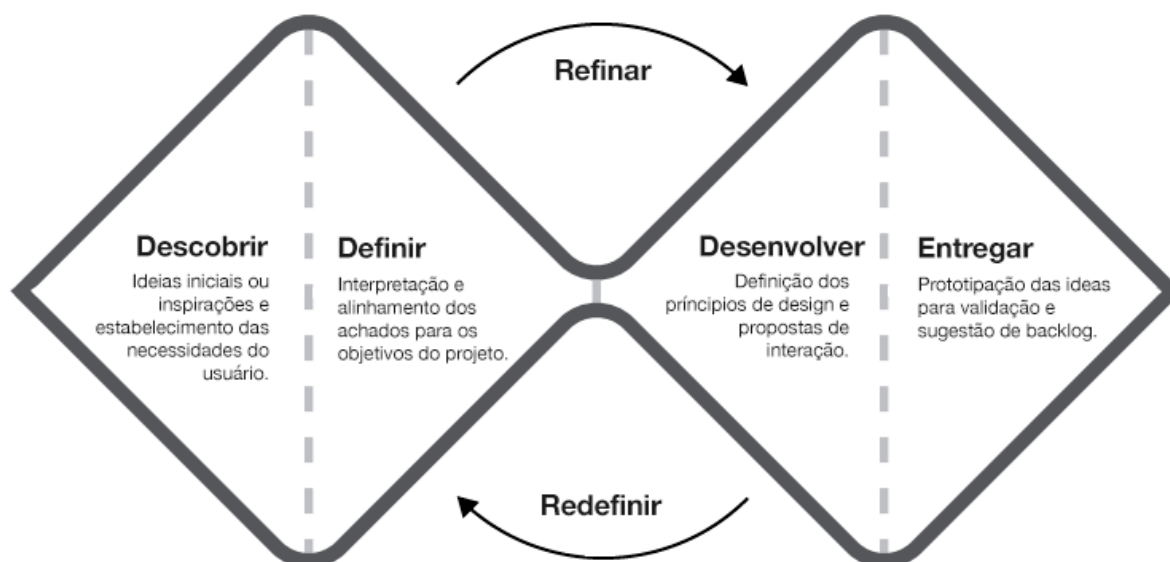 Refinar
Descobrir
Ideias iniciais ou
inspirações e
estabelecimento das
necessidades do
usuário.
Definir
Interpretação e
alinhamento dos
achados para os
objetivos do projeto.
Desenvolver
Definição dos
príncipios de design e
propostas de
interação.
Entregar
Prototipação das ideias
para validação e
sugestão de backlog.
Redefinir